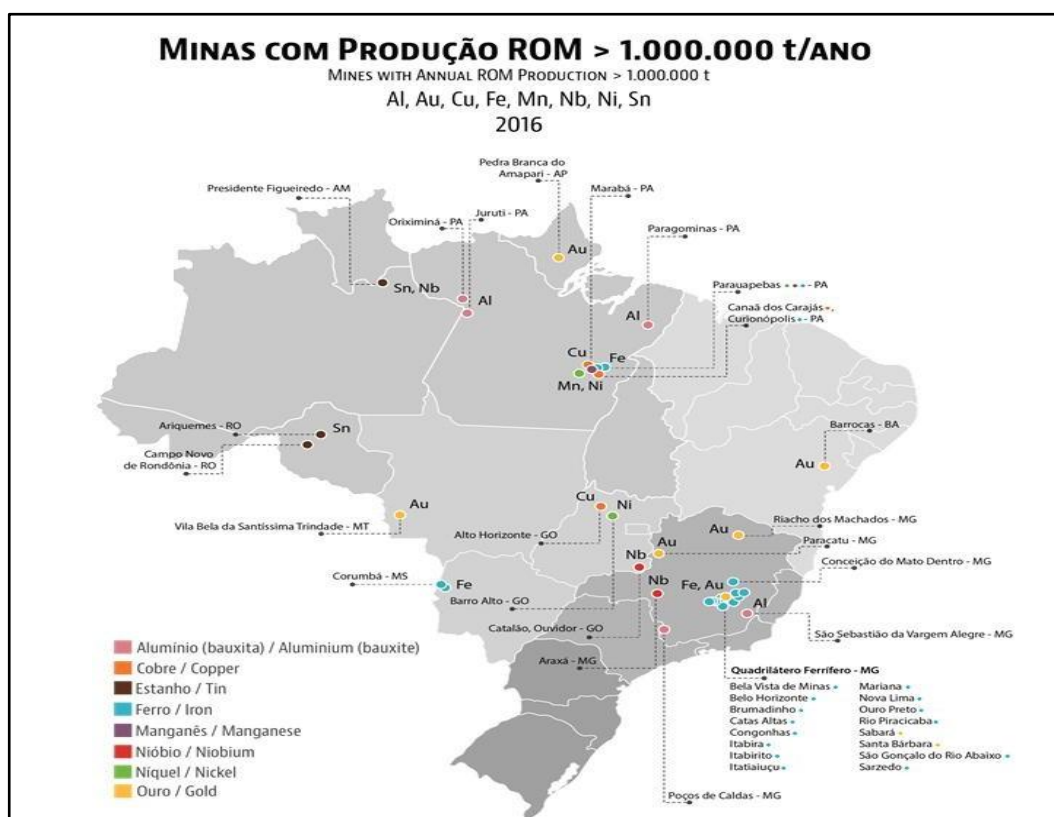 MINAS COM PRODUÇÃO ROM > 1.000.000 t/ANO
MINES WITH ANNUAL ROM PRODUCTION > 1.000.000 t
Al, Au, Cu, Fe, Mn, Nb, Ni, Sn
2016
Pedra Branca do
Amapari - AP
Presidente Figueiredo - AM
Marabá - PA
Juruti - PA
Oriximiná - PA
Paragominas - PA
Au
Parauapebas - PA
Sn, Nb
Al
Canaã dos Carajás,
Curionópolis - PA
Al
Cu
Fe
Mn, Ni
Ariquemes - RO
Sn
Barrocas - BA
Campo Novo
de Rondônia - RO
Au
Cu
Ni
Au
Riacho dos Machados - MG
Vila Bela da Santíssima Trindade - MT
Alto Horizonte - GO
Au
Au
Paracatu - MG
Nb
Conceição do Mato Dentro - MG
Corumbá - MS
Fe
Nb
Fe, Au
Barro Alto - GO
Al
Catalão, Ouvidor - GO
São Sebastião da Vargem Alegre - MG
Alumínio (bauxita) / Aluminium (bauxite)
Cobre / Copper
Estanho / Tin
Ferro / Iron
Manganês / Manganese
Nióbio / Niobium
Níquel / Nickel
Ouro / Gold
Araxá - MG
Quadrilátero Ferrífero - MG
Bela Vista de Minas
Belo Horizonte
Brumadinho
Catas Altas
Congonhas
Itabira
Itabirito
Itatiaiuçu
Mariana
Nova Lima
Ouro Preto
Rio Piracicaba
Sabará
Santa Bárbara
São Gonçalo do Rio Abaixo
Sarzedo
Poços de Caldas - MG